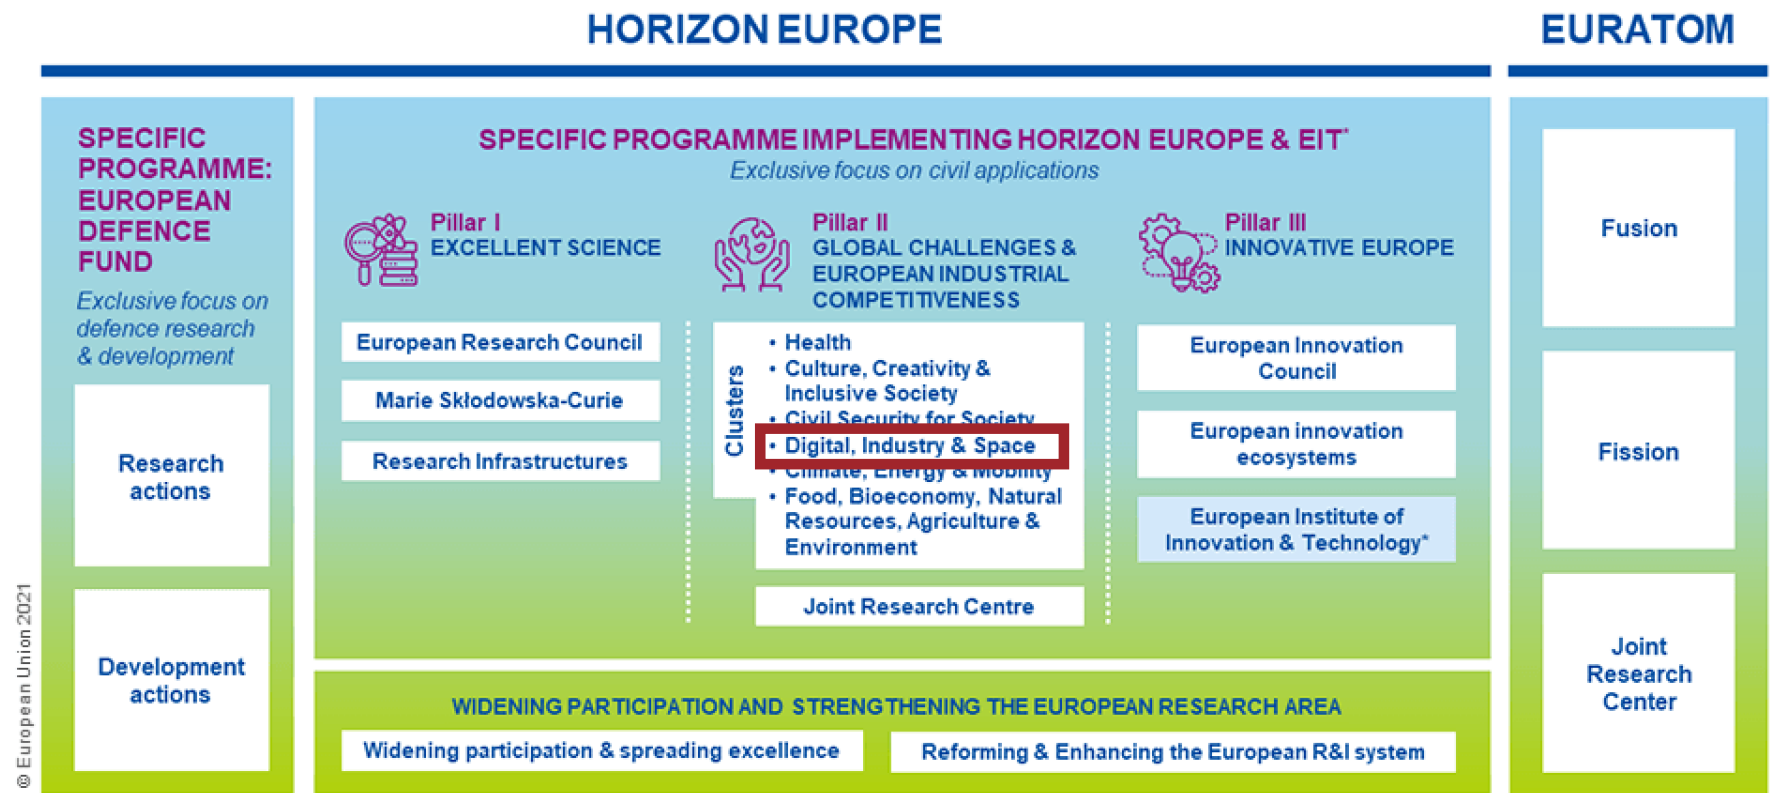 HORIZON EUROPE
EURATOM
SPECIFIC
PROGRAMME:
EUROPEAN
DEFENCE
FUND
Exclusive focus on
defence research
& development
Research
actions
Development
actions
SPECIFIC PROGRAMME IMPLEMENTING HORIZON EUROPE & EIT*
Exclusive focus on civil applications
Pillar I
EXCELLENT SCIENCE
European Research Council
Marie Skłodowska-Curie
Research Infrastructures
Pillar II
GLOBAL CHALLENGES &
EUROPEAN INDUSTRIAL
COMPETITIVENESS
Clusters
• Health
• Culture, Creativity &
Inclusive Society
• Civil Security for Society
• Digital, Industry & Space
• Climate, Energy & Mobility
• Food, Bioeconomy, Natural
Resources, Agriculture &
Environment
Joint Research Centre
Pillar III
INNOVATIVE EUROPE
European Innovation
Council
European innovation
ecosystems
European Institute of
Innovation & Technology*
WIDENING PARTICIPATION AND STRENGTHENING THE EUROPEAN RESEARCH AREA
Widening participation & spreading excellence
Reforming & Enhancing the European R&I system
Fusion
Fission
Joint
Research
Center
© European Union 2021